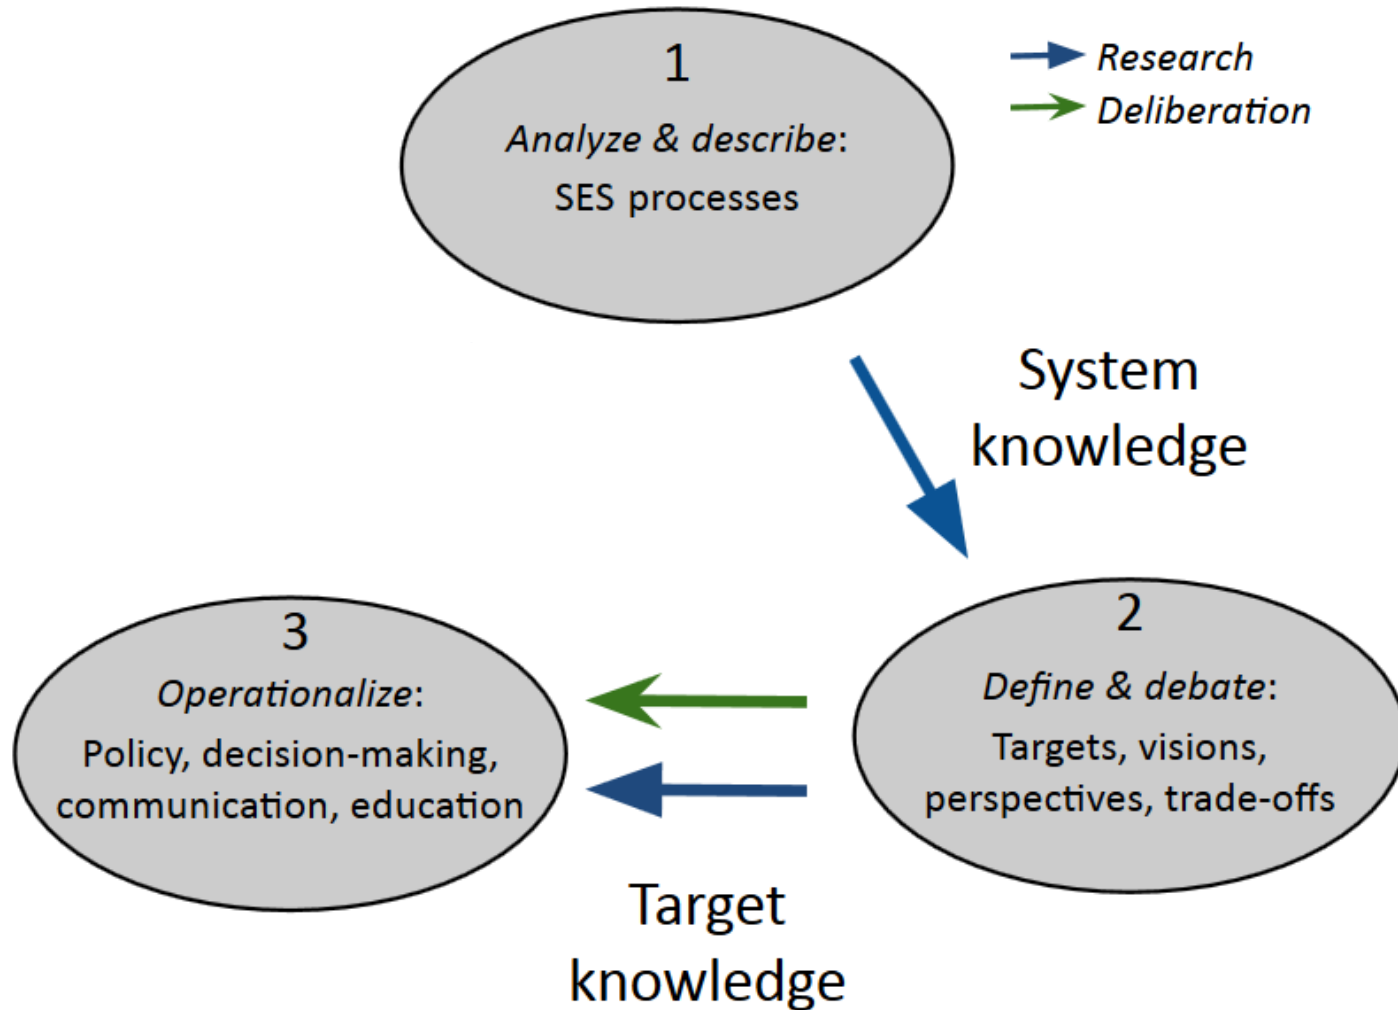 1
Analyze & describe:
SES processes
Research
Deliberation
System
knowledge
2
Define & debate:
Targets, visions,
perspectives, trade-offs
3
Operationalize:
Policy, decision-making,
communication, education
Target
knowledge